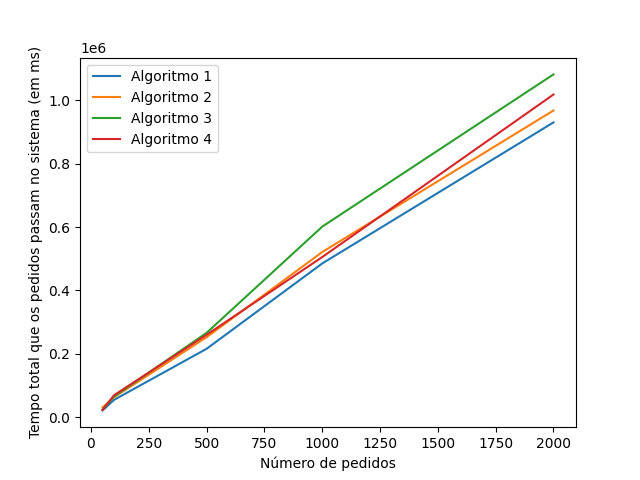 1e6
Algoritmo 1
Algoritmo 2
Algoritmo 3
Algoritmo 4
Tempo total que os pedidos passam no sistema (em ms)
1.0
0.8
0.6
0.4
0.2
0.0
0 250 500 750 1000 1250 1500 1750 2000
Número de pedidos